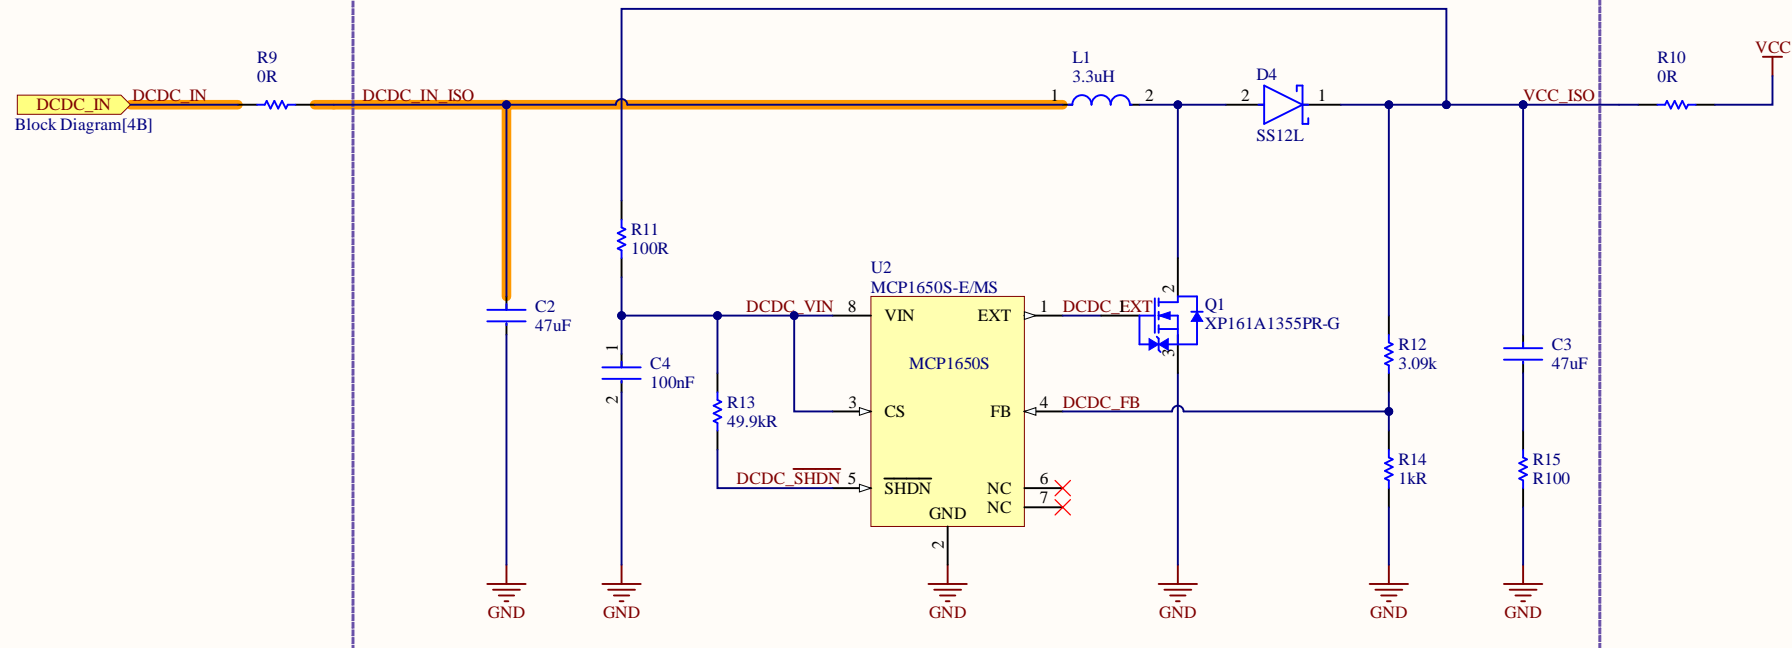 R9
0R
DCDC_IN
DCDC_IN
Block Diagram[4B]
DCDC_IN_ISO
L1
3.3uH
1
2
D4
2
1
SS12L
VCC_ISO
R10
0R
VCC
R11
100R
C2
47uF
DCDC_VIN
1
C4
100nF
2
R13
49.9kR
DCDC_SHDN
U2
MCP1650S-E/MS
8
VIN
EXT
1
MCP1650S
3
CS
FB
4
5
SHDN
NC
6
NC
7
GND
2
DCDC_EXT
1
2
Q1
XP161A1355PR-G
3
DCDC_FB
R12
3.09k
R14
1kR
C3
47uF
R15
R100
GND
GND
GND
GND
GND
GND